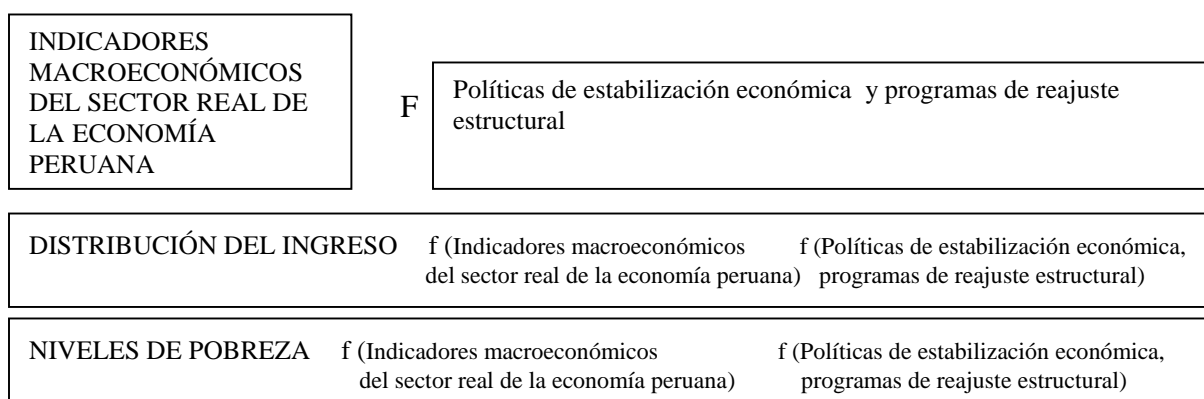 INDICADORES
MACROECONÓMICOS
DEL SECTOR REAL DE
LA ECONOMÍA
PERUANA
F
Políticas de estabilización económica y programas de reajuste
estructural
DISTRIBUCIÓN DEL INGRESO f (Indicadores macroeconómicos f (Políticas de estabilización económica,
del sector real de la economía peruana) programas de reajuste estructural)
NIVELES DE POBREZA f (Indicadores macroeconómicos f (Políticas de estabilización económica,
del sector real de la economía peruana) programas de reajuste estructural)